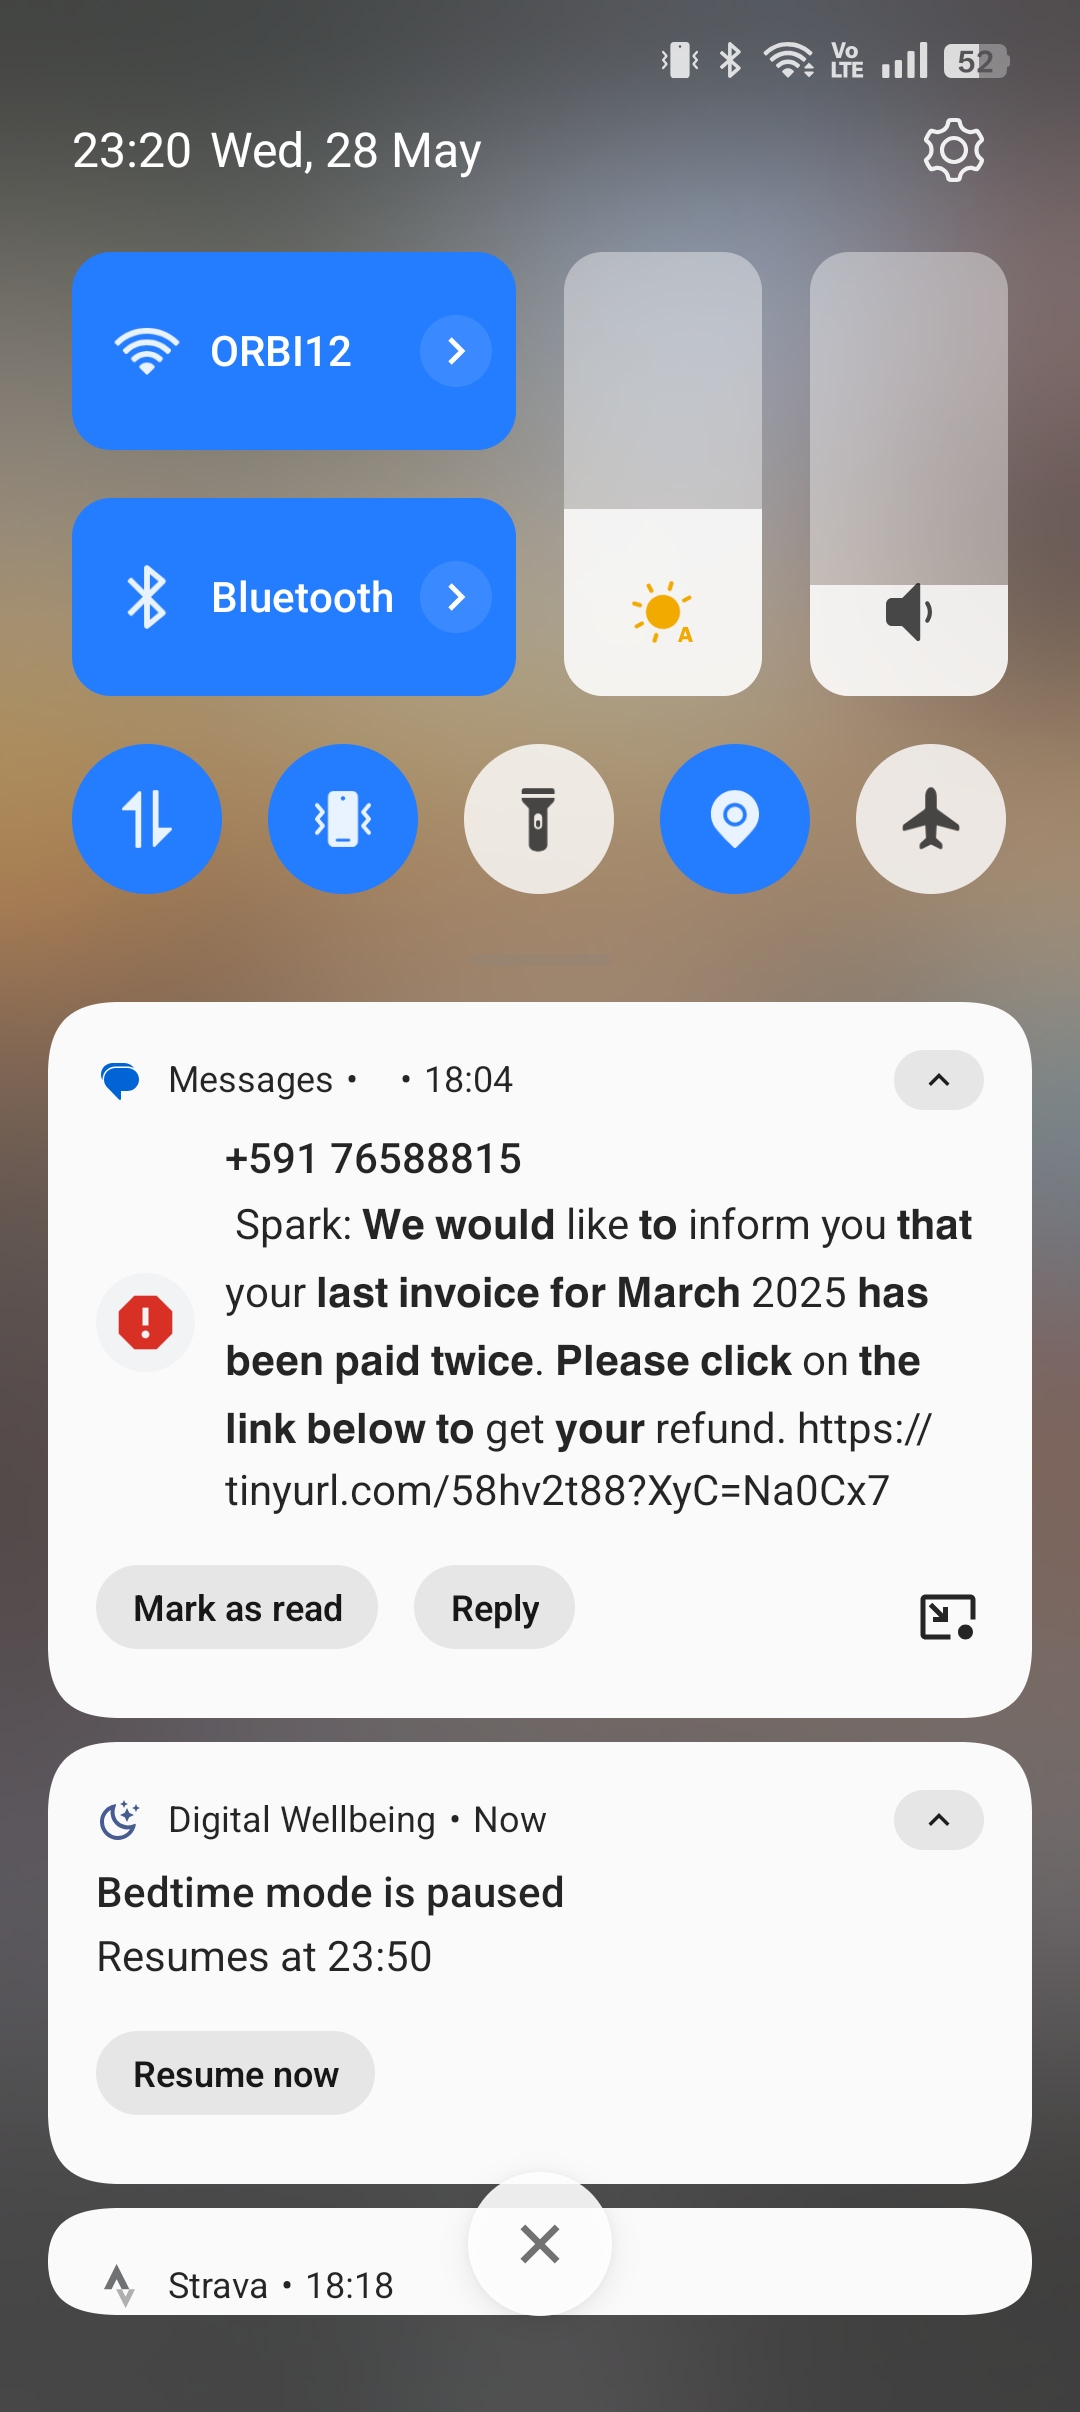 Vo
LTE
52
23:20 Wed, 28 May
ORBI12
Bluetooth
A
Messages • • 18:04
+591 76588815
Spark: We would like to inform you that
your last invoice for March 2025 has
been paid twice. Please click on the
link below to get your refund. https://
tinyurl.com/58hv2t88?XyC=Na0Cx7
Mark as read Reply
Digital Wellbeing • Now
Bedtime mode is paused
Resumes at 23:50
Resume now
Strava • 18:18